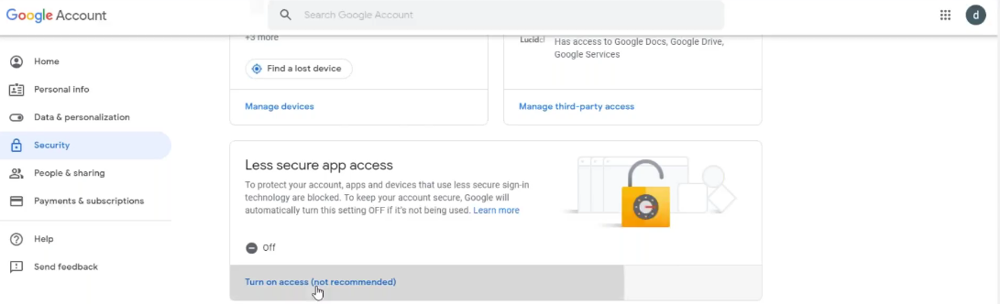 Google Account
Search Google Account
d
Home
Personal info
Data & personalization
Security
People & sharing
Payments & subscriptions
Help
Send feedback
+3 more
Find a lost device
Manage devices
Has access to Google Docs, Google Drive,
Google Services
Manage third-party access
Less secure app access
To protect your account, apps and devices that use less secure sign-in
technology are blocked. To keep your account secure, Google will
automatically turn this setting OFF if it's not being used. Learn more
Off
Turn on access (not recommended)